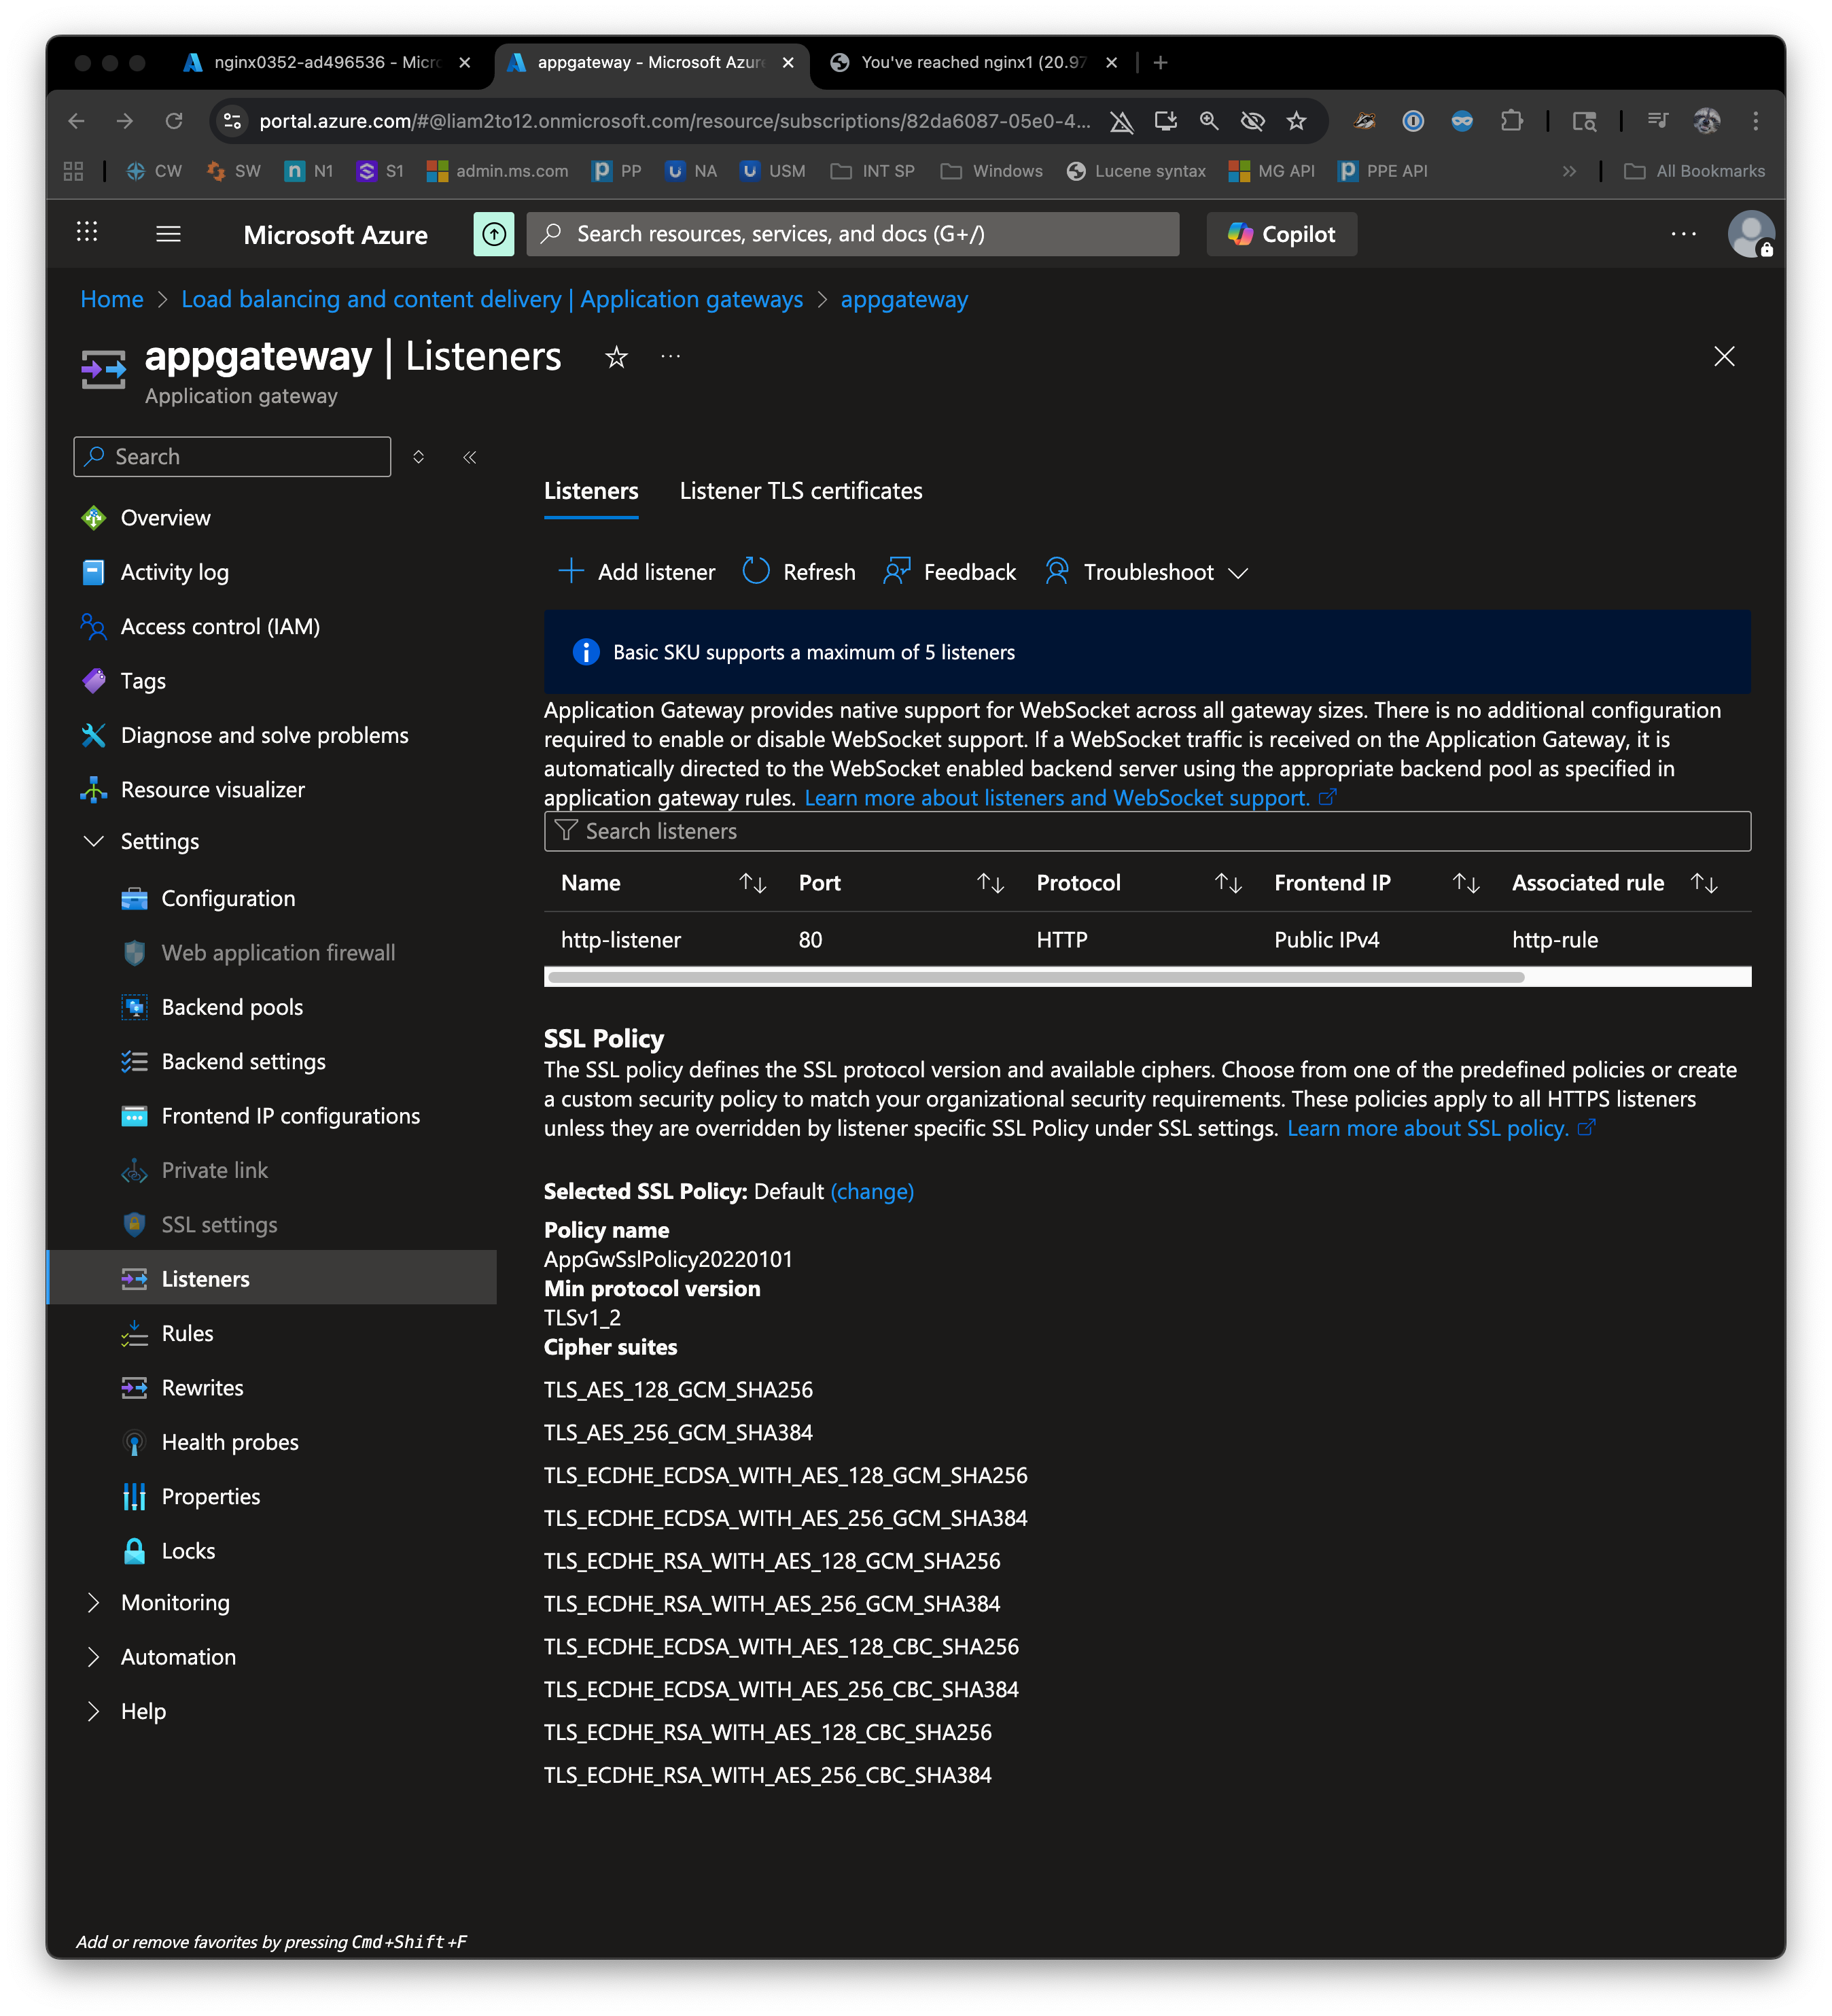 nginx0352-ad496536 - Micro
appgateway - Microsoft Azure
You've reached nginx1 (20.97
portal.azure.com/#@liam2to12.onmicrosoft.com/resource/subscriptions/82da6087-05e0-4...
CW
SW
N1
S1
admin.ms.com
PP
NA
USM
INT SP
Windows
Lucene syntax
MG API
PPE API
All Bookmarks
Microsoft Azure
Search resources, services, and docs (G+/)
Copilot
Home > Load balancing and content delivery | Application gateways > appgateway
appgateway | Listeners
Application gateway
Search
Overview
Activity log
Access control (IAM)
Tags
Diagnose and solve problems
Resource visualizer
Settings
Configuration
Web application firewall
Backend pools
Backend settings
Frontend IP configurations
Private link
SSL settings
Listeners
Rules
Rewrites
Health probes
Properties
Locks
Monitoring
Automation
Help
Add or remove favorites by pressing Cmd+Shift+F
Listeners
Listener TLS certificates
Add listener
Refresh
Feedback
Troubleshoot
Basic SKU supports a maximum of 5 listeners
Application Gateway provides native support for WebSocket across all gateway sizes. There is no additional configuration
required to enable or disable WebSocket support. If a WebSocket traffic is received on the Application Gateway, it is
automatically directed to the WebSocket enabled backend server using the appropriate backend pool as specified in
application gateway rules. Learn more about listeners and WebSocket support.
Search listeners
Name Port Protocol Frontend IP Associated rule
http-listener 80 HTTP Public IPv4 http-rule
SSL Policy
The SSL policy defines the SSL protocol version and available ciphers. Choose from one of the predefined policies or create
a custom security policy to match your organizational security requirements. These policies apply to all HTTPS listeners
unless they are overridden by listener specific SSL Policy under SSL settings. Learn more about SSL policy.
Selected SSL Policy: Default (change)
Policy name
AppGwSslPolicy20220101
Min protocol version
TLSv1_2
Cipher suites
TLS_AES_128_GCM_SHA256
TLS_AES_256_GCM_SHA384
TLS_ECDHE_ECDSA_WITH_AES_128_GCM_SHA256
TLS_ECDHE_ECDSA_WITH_AES_256_GCM_SHA384
TLS_ECDHE_RSA_WITH_AES_128_GCM_SHA256
TLS_ECDHE_RSA_WITH_AES_256_GCM_SHA384
TLS_ECDHE_ECDSA_WITH_AES_128_CBC_SHA256
TLS_ECDHE_ECDSA_WITH_AES_256_CBC_SHA384
TLS_ECDHE_RSA_WITH_AES_128_CBC_SHA256
TLS_ECDHE_RSA_WITH_AES_256_CBC_SHA384